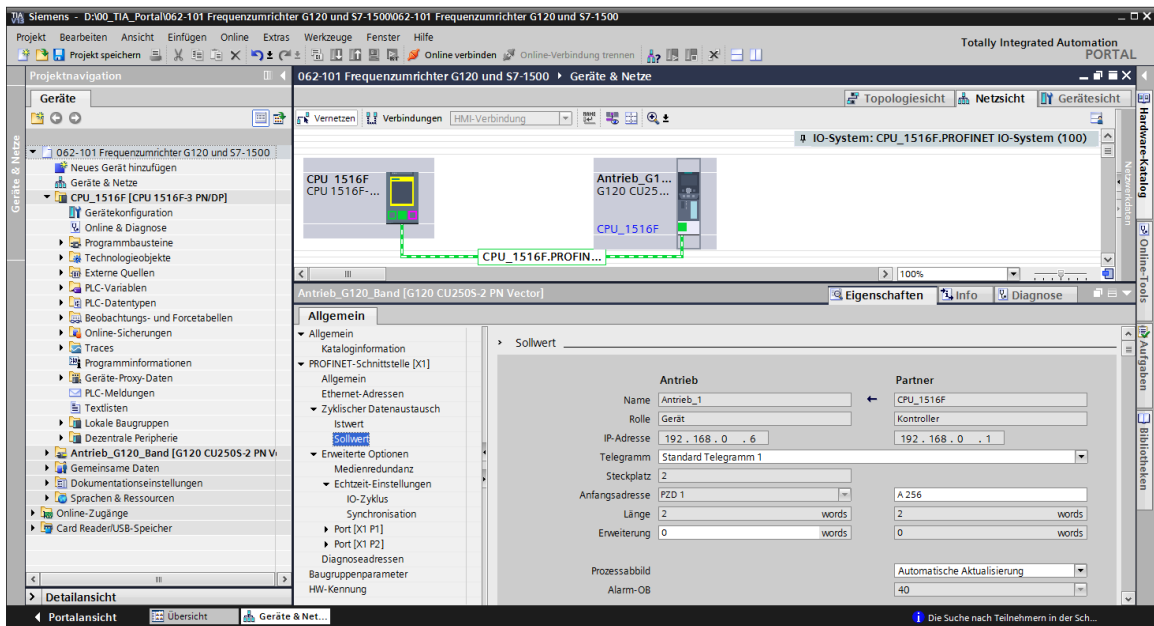 Siemens - D:\00_TIA_Portal\062-101 Frequenzumrichter G120 und S7-1500\062-101 Frequenzumrichter G120 und S7-1500
Projekt Bearbeiten Ansicht Einfügen Online Extras Werkzeuge Fenster Hilfe
Totally Integrated Automation
PORTAL
Projekt speichern
Online verbinden
Online-Verbindung trennen
Projektnavigation
062-101 Frequenzumrichter G120 und S7-1500 Geräte & Netze
Geräte
Topologiesicht Netzsicht Gerätesicht
Vernetzen Verbindungen HMI-Verbindung
IO-System: CPU_1516F.PROFINET IO-System (100)
Geräte & Netze
062-101 Frequenzumrichter G120 und S7-1500
Neues Gerät hinzufügen
Geräte & Netze
CPU_1516F [CPU 1516F-3 PN/DP]
Gerätekonfiguration
Online & Diagnose
Programmbausteine
Technologieobjekte
Externe Quellen
PLC-Variablen
PLC-Datentypen
Beobachtungs- und Forcetabellen
Online-Sicherungen
Traces
Programminformationen
Geräte-Proxy-Daten
PLC-Meldungen
Textlisten
Lokale Baugruppen
Dezentrale Peripherie
Antrieb_G120_Band [G120 CU250S-2 PN V
Gemeinsame Daten
Dokumentationseinstellungen
Sprachen & Ressourcen
Online-Zugänge
Card Reader/USB-Speicher
Detailansicht
CPU_1516F
CPU 1516F-...
Antrieb_G1...
G120 CU25...
CPU_1516F
CPU_1516F.PROFIN...
100%
Netzwerkdaten
Hardware-Katalog
Online-Tools
Aufgaben
Bibliotheken
Antrieb_G120_Band [G120 CU250S-2 PN Vector]
Eigenschaften Info Diagnose
Allgemein
Allgemein
Kataloginformation
PROFINET-Schnittstelle [X1]
Allgemein
Ethernet-Adressen
Zyklischer Datenaustausch
Istwert
Sollwert
Erweiterte Optionen
Medienredundanz
Echtzeit-Einstellungen
IO-Zyklus
Synchronisation
Port [X1 P1]
Port [X1 P2]
Diagnoseadressen
Baugruppenparameter
HW-Kennung
Sollwert
Antrieb Partner
Name Antrieb_1 CPU_1516F
Rolle Gerät Kontroller
IP-Adresse 192 . 168 . 0 . 6 192 . 168 . 0 . 1
Telegramm Standard Telegramm 1
Steckplatz 2
Anfangsadresse PZD 1 A 256
Länge 2 words 2 words
Erweiterung 0 words 0 words
Prozessabbild Automatische Aktualisierung
Alarm-OB 40
Portalansicht Übersicht Geräte & Net... Die Suche nach Teilnehmern in der Sch...